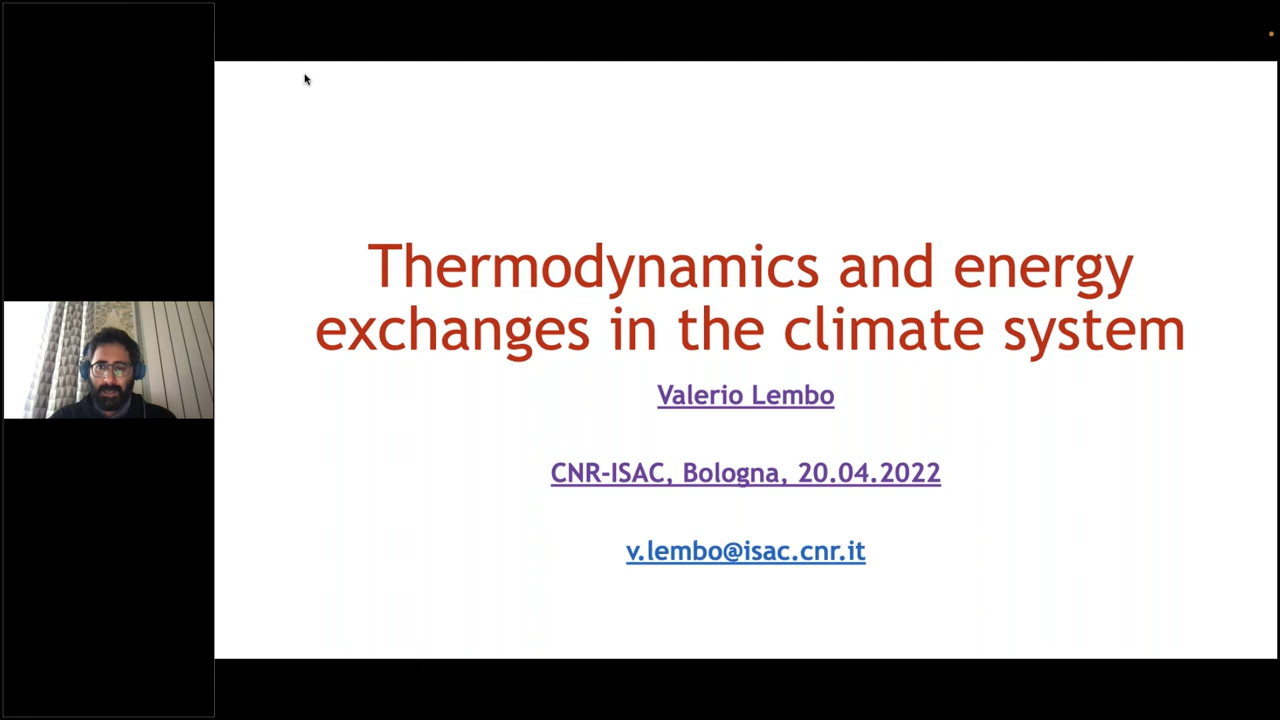 Thermodynamics and energy
exchanges in the climate system
Valerio Lembo
CNR-ISAC, Bologna, 20.04.2022
v.lembo@isac.cnr.it